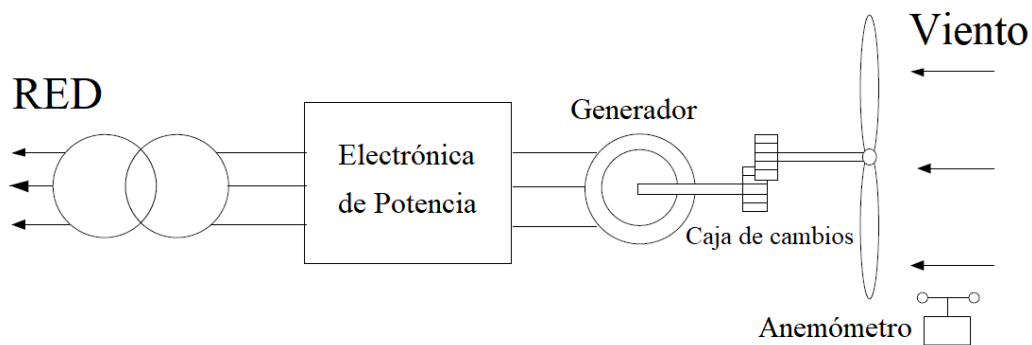 Viento
RED
Generador
Electrónica
de Potencia
Caja de cambios
Anemómetro